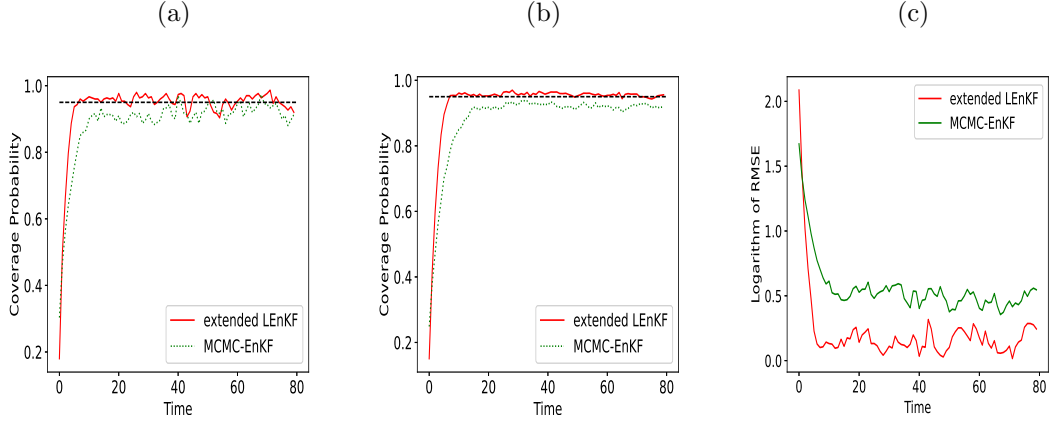 (a)
Coverage Probability
1.0
0.8
0.6
0.4
0.2
0
20
40
60
80
Time
extended LEnKF
MCMC-EnKF
(b)
Coverage Probability
1.0
0.8
0.6
0.4
0.2
0
20
40
60
80
Time
extended LEnKF
MCMC-EnKF
(c)
Logarithm of RMSE
2.0
1.5
1.0
0.5
0.0
0
20
40
60
80
Time
extended LEnKF
MCMC-EnKF